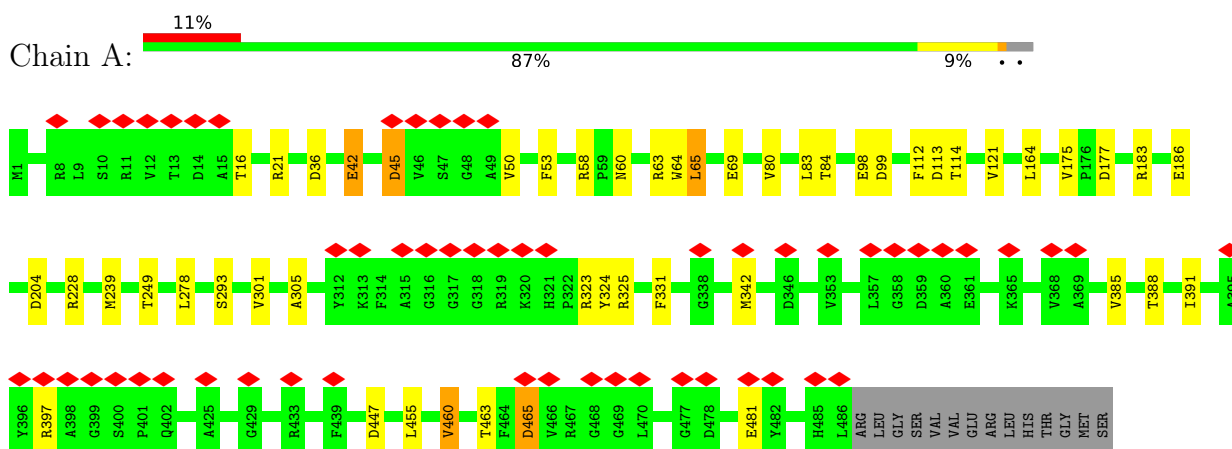 11%
Chain A:
87% 9% • •
M1 R8 L9 S10 R11 V12 T13 D14 A15 T16 R21 D36 E42 D45 V46 S47 G48 A49 V50 F53 R58 P59 N60 R63 W64 L65 E69 V80 L83 T84 E98 D99 F112 D113 T114 V121 L164 V175 P176 D177 R183 E186
D204 R228 M239 T249 L278 S293 V301 A305 Y312 K313 F314 A315 G316 G317 G318 R319 K320 H321 P322 R323 Y324 R325 F331 G338 M342 D346 V353 L357 G358 D359 A360 E361 K365 V368 A369 V385 T388 I391 A395
Y396 R397 A398 G399 S400 P401 Q402 A425 G429 R433 F439 D447 L455 V460 T463 F464 D465 V466 R467 G468 G469 L470 G477 D478 E481 Y482 H485 L486 ARG LEU GLY SER VAL VAL GLU ARG LEU HIS THR GLY MET SER